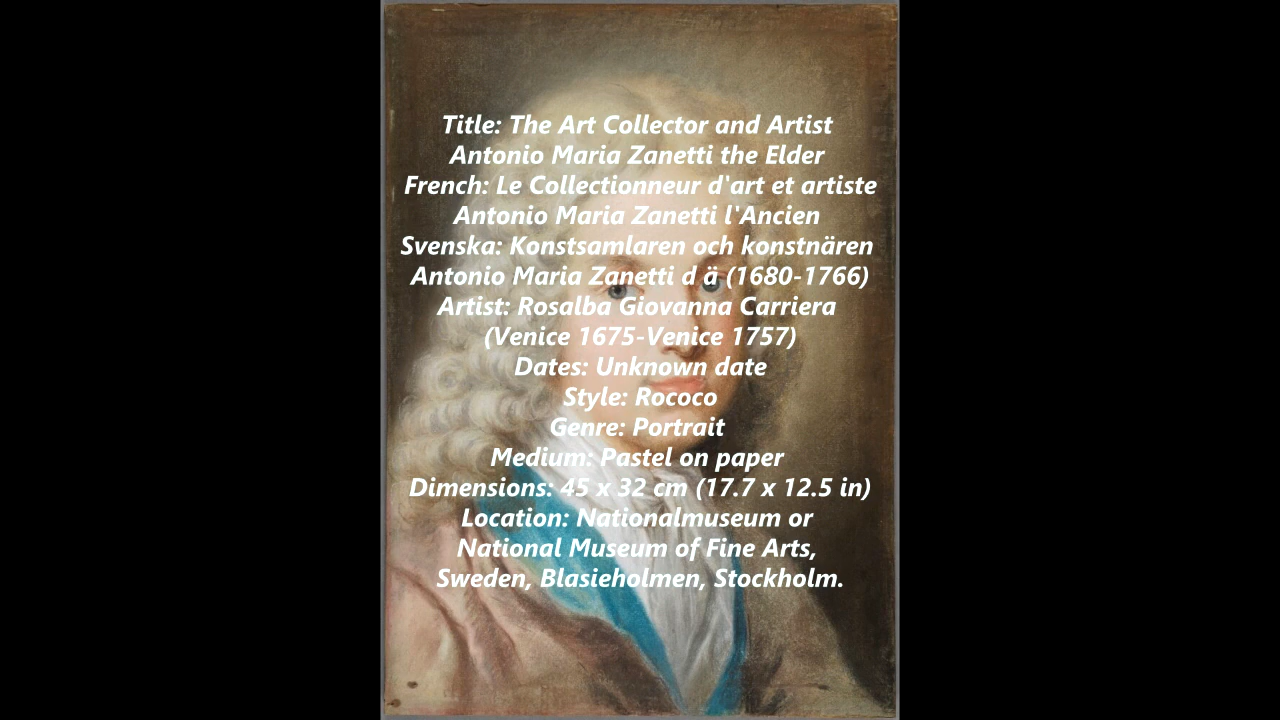 Title: The Art Collector and Artist
Antonio Maria Zanetti the Elder
French: Le Collectionneur d'art et artiste
Antonio Maria Zanetti l'Ancien
Svenska: Konstsamlaren och konstnären
Antonio Maria Zanetti d ä (1680-1766)
Artist: Rosalba Giovanna Carriera
(Venice 1675-Venice 1757)
Dates: Unknown date
Style: Rococo
Genre: Portrait
Medium: Pastel on paper
Dimensions: 45 x 32 cm (17.7 x 12.5 in)
Location: Nationalmuseum or
National Museum of Fine Arts,
Sweden, Blasieholmen, Stockholm.